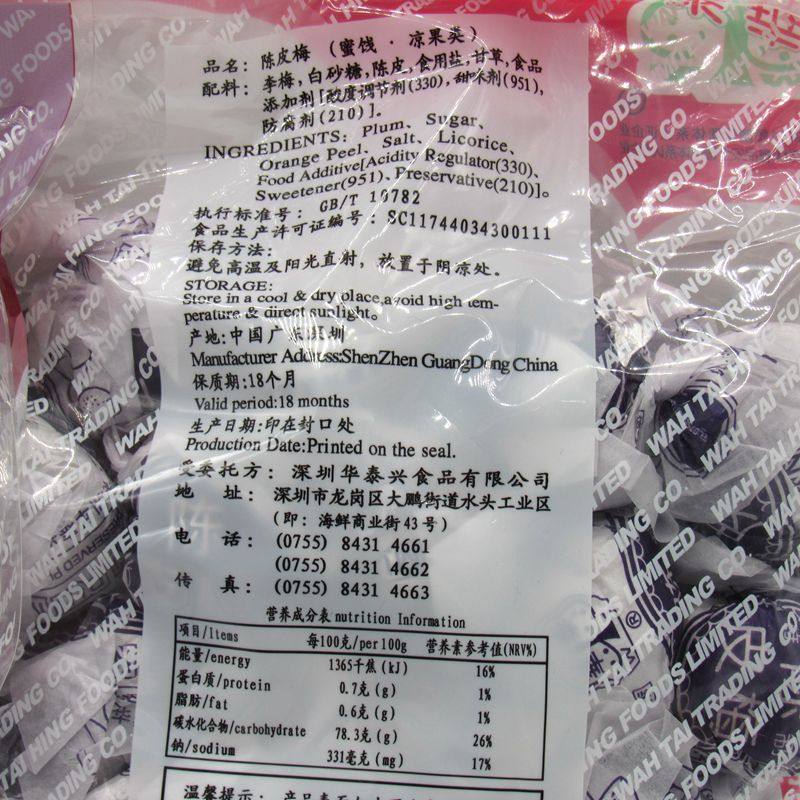 品名：陈皮梅（蜜饯·凉果类）
配料：李梅，白砂糖，陈皮，食用盐，甘草，食品
添加剂［酸度调节剂(330)，甜味剂(951)，
防腐剂(210)］。
INGREDIENTS: Plum、Sugar、
Orange Peel、Salt、Licorice、
Food Additive[Acidity Regulator(330)、
Sweetener(951)、Preservative(210)]。
执行标准号：GB/T 10782
食品生产许可证编号：SC11744034300111
保存方法：
避免高温及阳光直射，放置于阴凉处。
STORAGE:
Store in a cool & dry place,avoid high tem-
perature & direct sunlight。
产地:中国广东深圳
Manufacturer Address:ShenZhen GuangDong China
保质期:18个月
Valid period:18 months
生产日期:印在封口处
Production Date:Printed on the seal.
受委托方：深圳华泰兴食品有限公司
地 址：深圳市龙岗区大鹏街道水头工业区
（即：海鲜商业街43号）
电 话：(0755) 8431 4661
(0755) 8431 4662
传 真：(0755) 8431 4663
营养成分表 nutrition Information
项目/Items 每100克/per 100g 营养素参考值(NRV%)
能量/energy 1365千焦(kJ) 16%
蛋白质/protein 0.7克(g) 1%
脂肪/fat 0.6克(g) 1%
碳水化合物/carbohydrate 78.3克(g) 26%
钠/sodium 331毫克(mg) 17%
温馨提示：
WAH TAI TRADING CO.
HING FOODS LIMITED